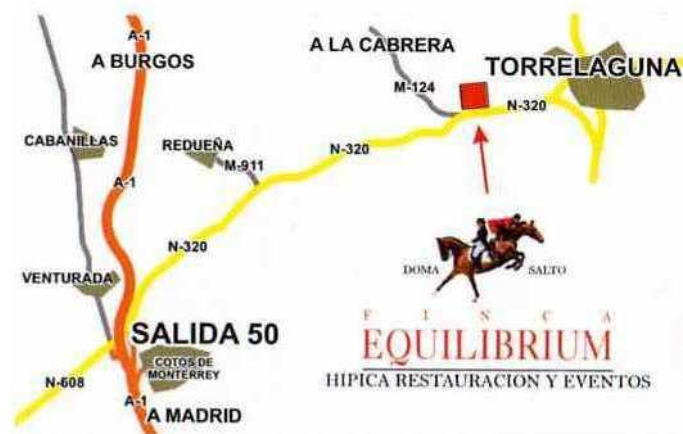 A-1
A BURGOS
A LA CABRERA
TORRELAGUNA
M-124
N-320
CABANILLAS
REDUEÑA
N-320
M-911
A-1
N-320
DOMA
SALTO
VENTURADA
SALIDA 50
FINCA
EQUILIBRIUM
COTOS DE
MONTERREY
N-608
HIPICA RESTAURACION Y EVENTOS
A-1
A MADRID